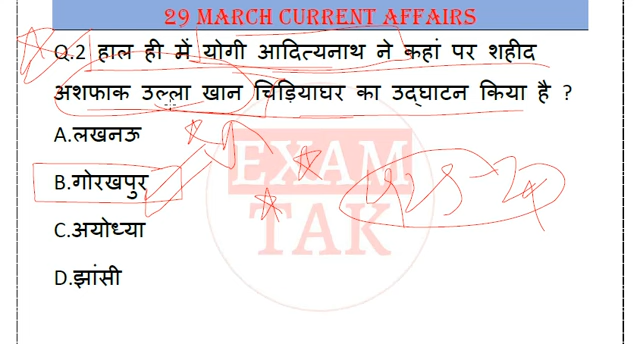 29 MARCH CURRENT AFFAIRS
Q.2 हाल ही में योगी आदित्यनाथ ने कहां पर शहीद
अशफाक उल्ला खान चिड़ियाघर का उद्घाटन किया है ?
A.लखनऊ
B.गोरखपुर
C.अयोध्या
D.झांसी
EXAM
TAK